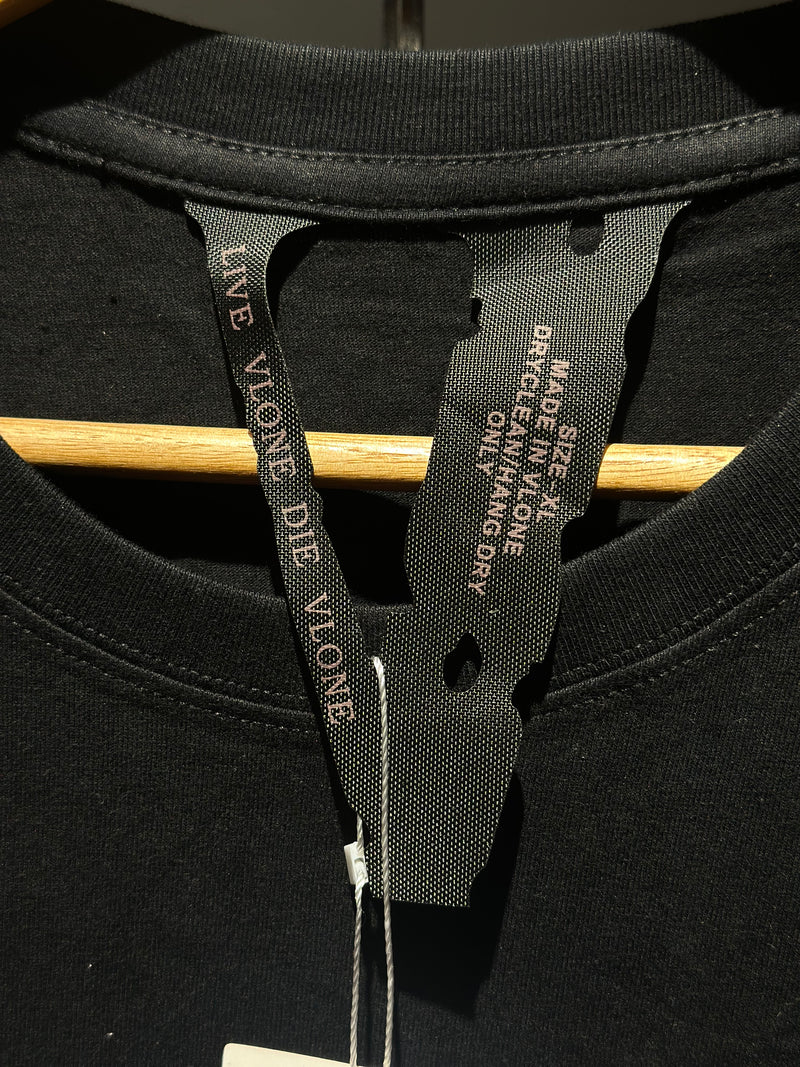 LIVE VLONE DIE VLONE
SIZE XL
MADE IN VLONE
DRYCLEAN/HANG DRY
ONLY